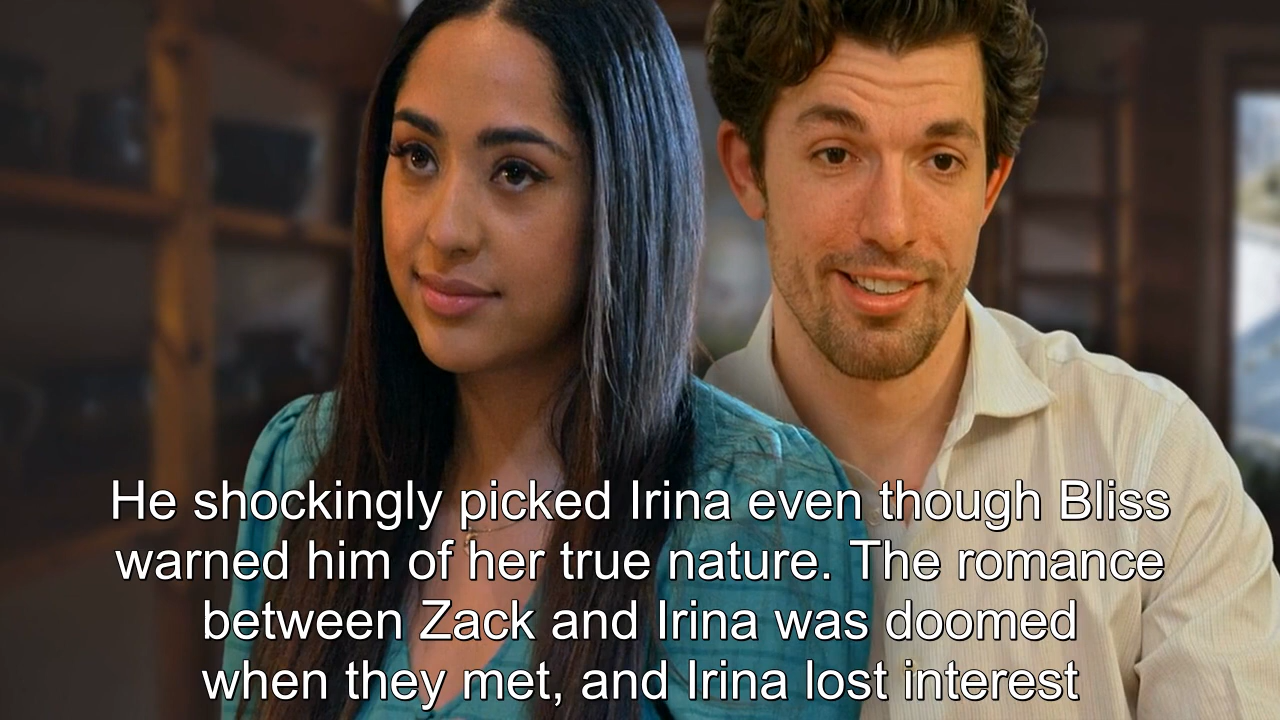 He shockingly picked Irina even though Bliss
warned him of her true nature. The romance
between Zack and Irina was doomed
when they met, and Irina lost interest